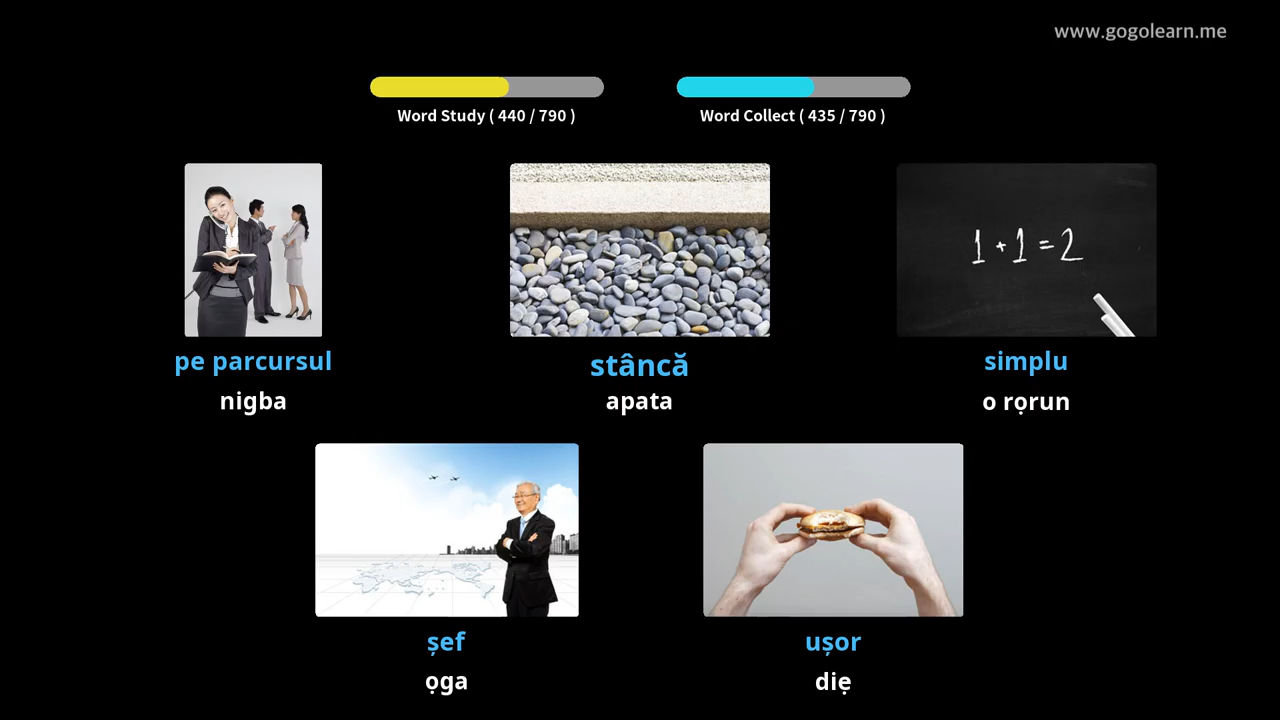 www.gogolearn.me
Word Study ( 440 / 790 )
Word Collect ( 435 / 790 )
1 + 1 = 2
pe parcursul
nigba
stâncă
apata
simplu
o rọrun
șef
ọga
ușor
diẹ